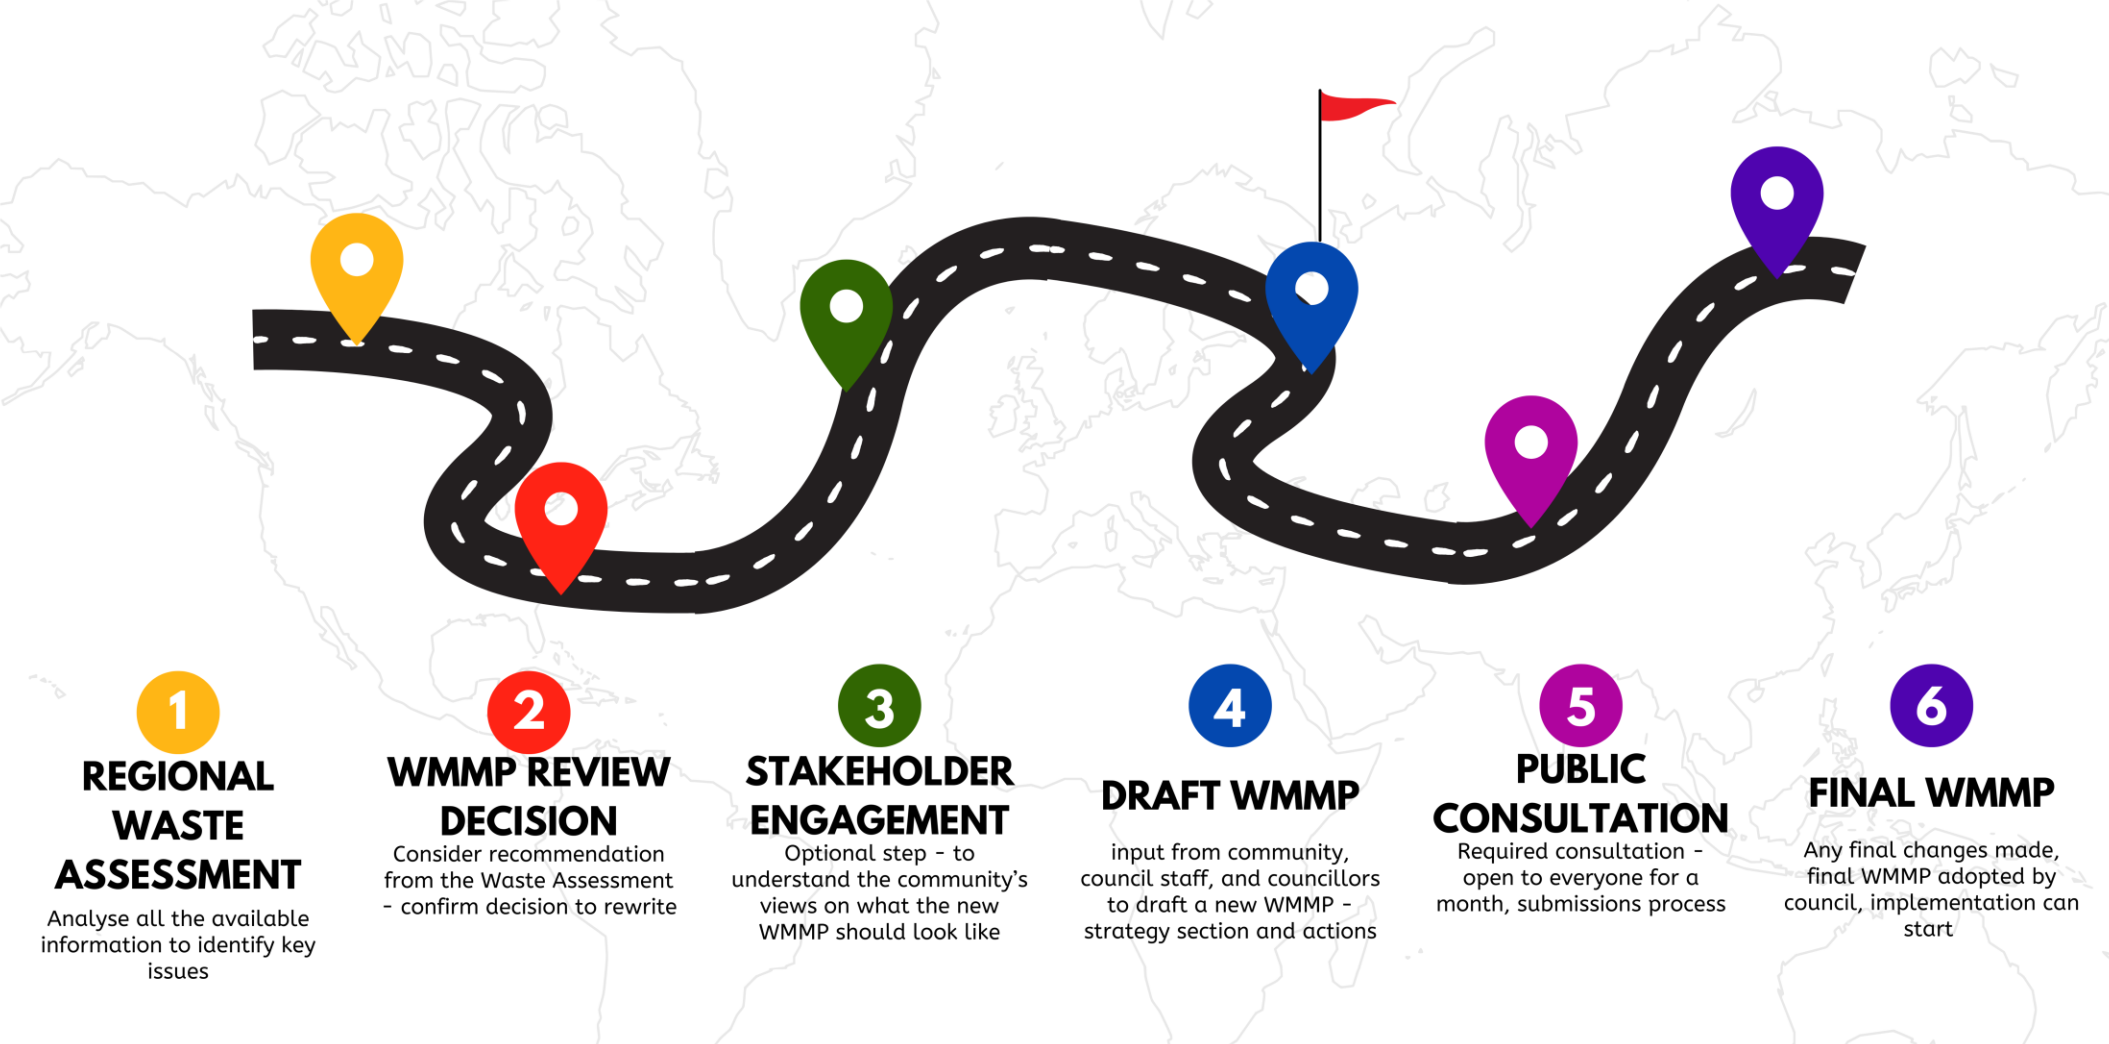 1
REGIONAL
WASTE
ASSESSMENT
Analyse all the available
information to identify key
issues
2
WMMP REVIEW
DECISION
Consider recommendation
from the Waste Assessment
- confirm decision to rewrite
3
STAKEHOLDER
ENGAGEMENT
Optional step - to
understand the community’s
views on what the new
WMMP should look like
4
DRAFT WMMP
input from community,
council staff, and councillors
to draft a new WMMP -
strategy section and actions
5
PUBLIC
CONSULTATION
Required consultation -
open to everyone for a
month, submissions process
6
FINAL WMMP
Any final changes made,
final WMMP adopted by
council, implementation can
start